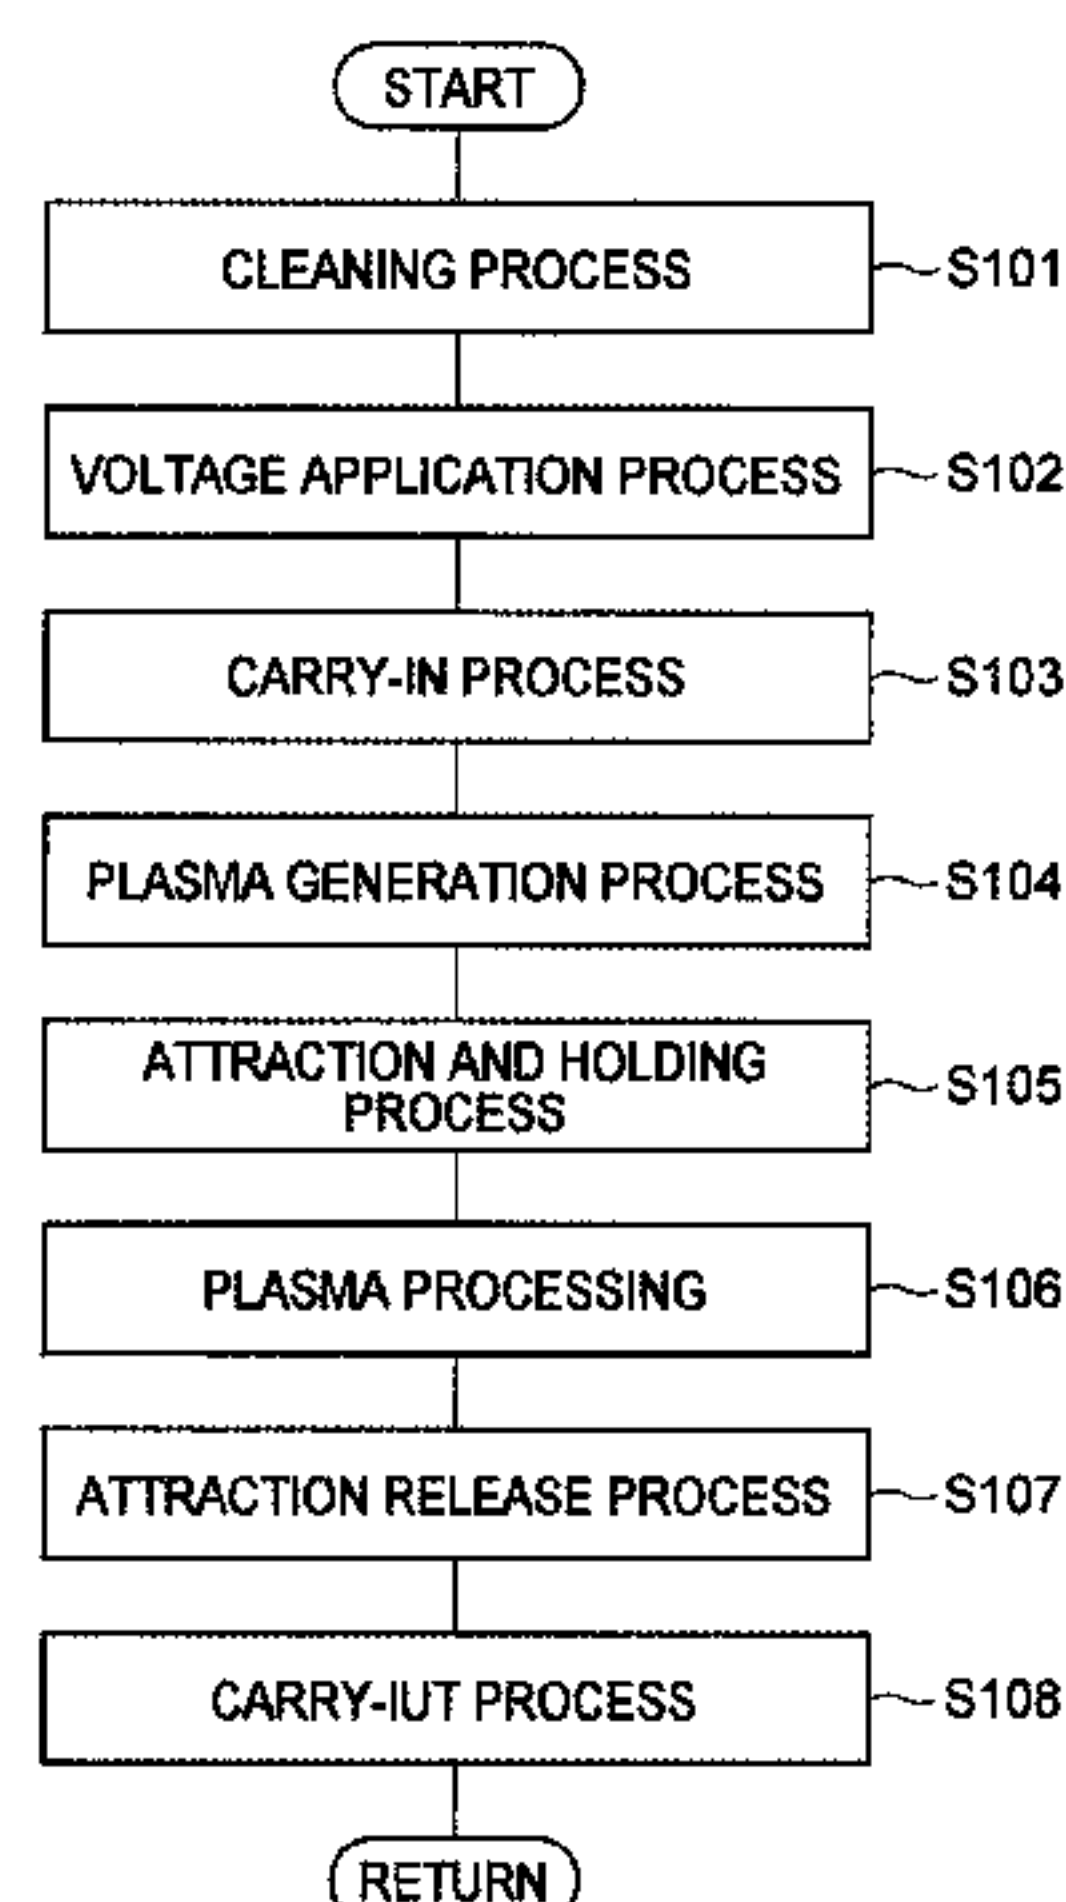 START
CLEANING PROCESS
S101
VOLTAGE APPLICATION PROCESS
S102
CARRY-IN PROCESS
S103
PLASMA GENERATION PROCESS
S104
ATTRACTION AND HOLDING
PROCESS
S105
PLASMA PROCESSING
S106
ATTRACTION RELEASE PROCESS
S107
CARRY-IUT PROCESS
S108
RETURN